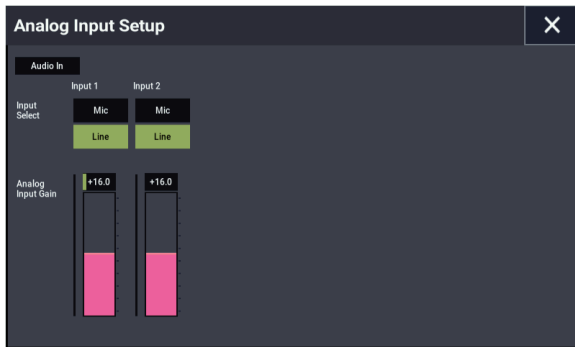 Analog Input Setup
Audio In
Input 1 Input 2
Input Select
Mic Mic
Line Line
Analog Input Gain
+16.0 +16.0